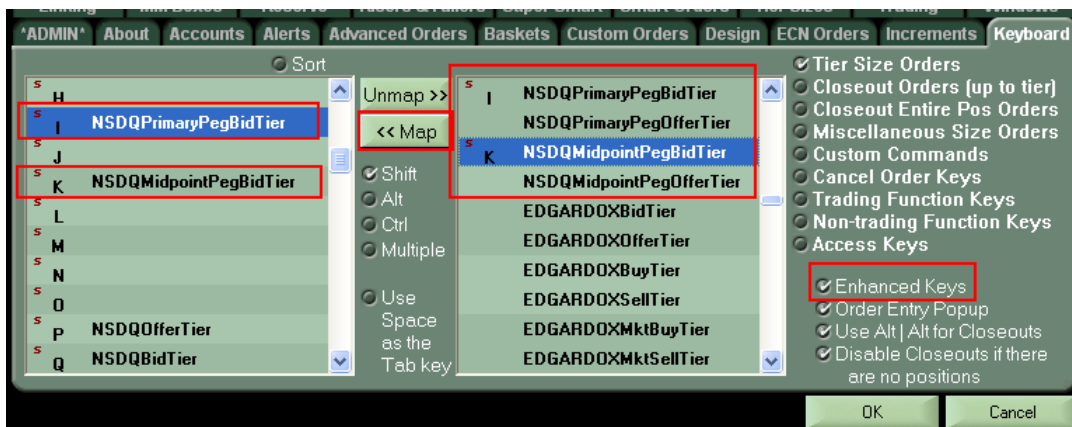 *ADMIN* About Accounts Alerts Advanced Orders Baskets Custom Orders Design ECN Orders Increments Keyboard
Sort
s H
s I NSDQPrimaryPegBidTier
s J
s K NSDQMidpointPegBidTier
s L
s M
s N
s O
s P NSDQOfferTier
s Q NSDQBidTier
Unmap >>
<< Map
Shift
Alt
Ctrl
Multiple
Use
Space
as the
Tab key
s I NSDQPrimaryPegBidTier
NSDQPrimaryPegOfferTier
s K NSDQMidpointPegBidTier
NSDQMidpointPegOfferTier
EDGARDOXBidTier
EDGARDOXOfferTier
EDGARDOXBuyTier
EDGARDOXSellTier
EDGARDOXMktBuyTier
EDGARDOXMktSellTier
Tier Size Orders
Closeout Orders (up to tier)
Closeout Entire Pos Orders
Miscellaneous Size Orders
Custom Commands
Cancel Order Keys
Trading Function Keys
Non-trading Function Keys
Access Keys
Enhanced Keys
Order Entry Popup
Use Alt | Alt for Closeouts
Disable Closeouts if there
are no positions
OK Cancel